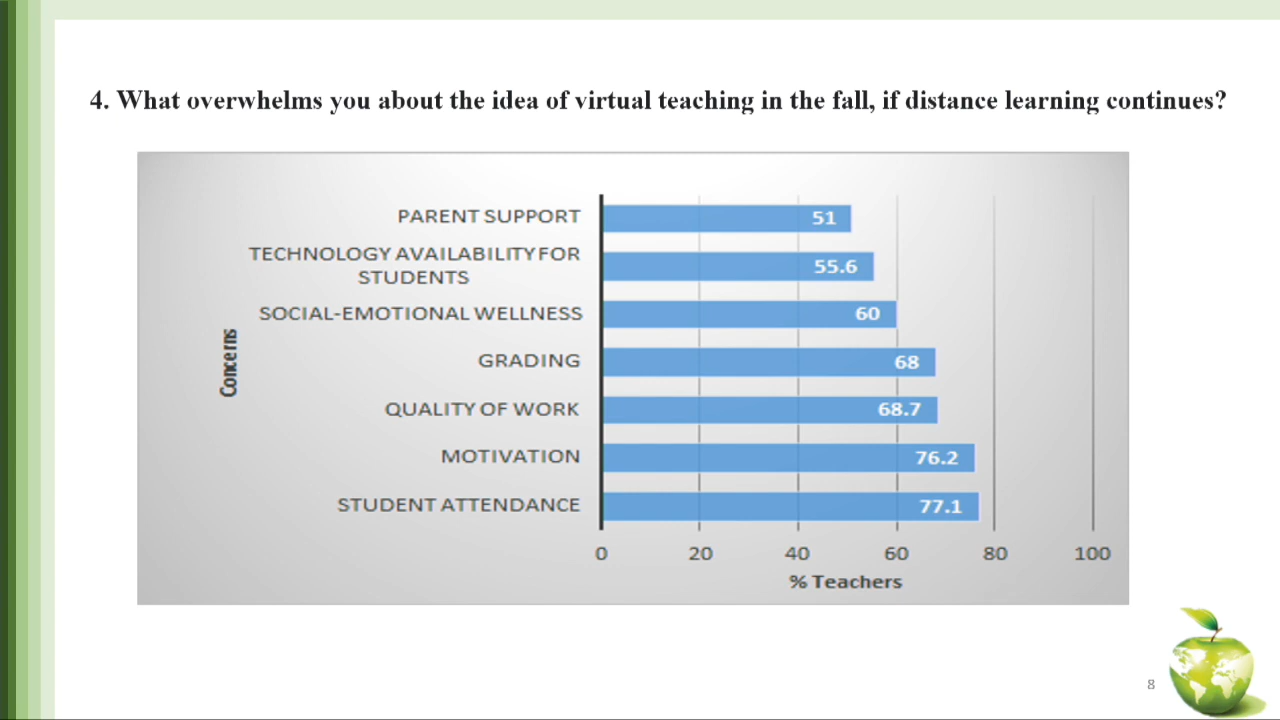 4. What overwhelms you about the idea of virtual teaching in the fall, if distance learning continues?
PARENT SUPPORT
51
TECHNOLOGY AVAILABILITY FOR
STUDENTS
55.6
SOCIAL-EMOTIONAL WELLNESS
60
GRADING
68
QUALITY OF WORK
68.7
MOTIVATION
76.2
STUDENT ATTENDANCE
77.1
Concerns
0 20 40 60 80 100
% Teachers
8